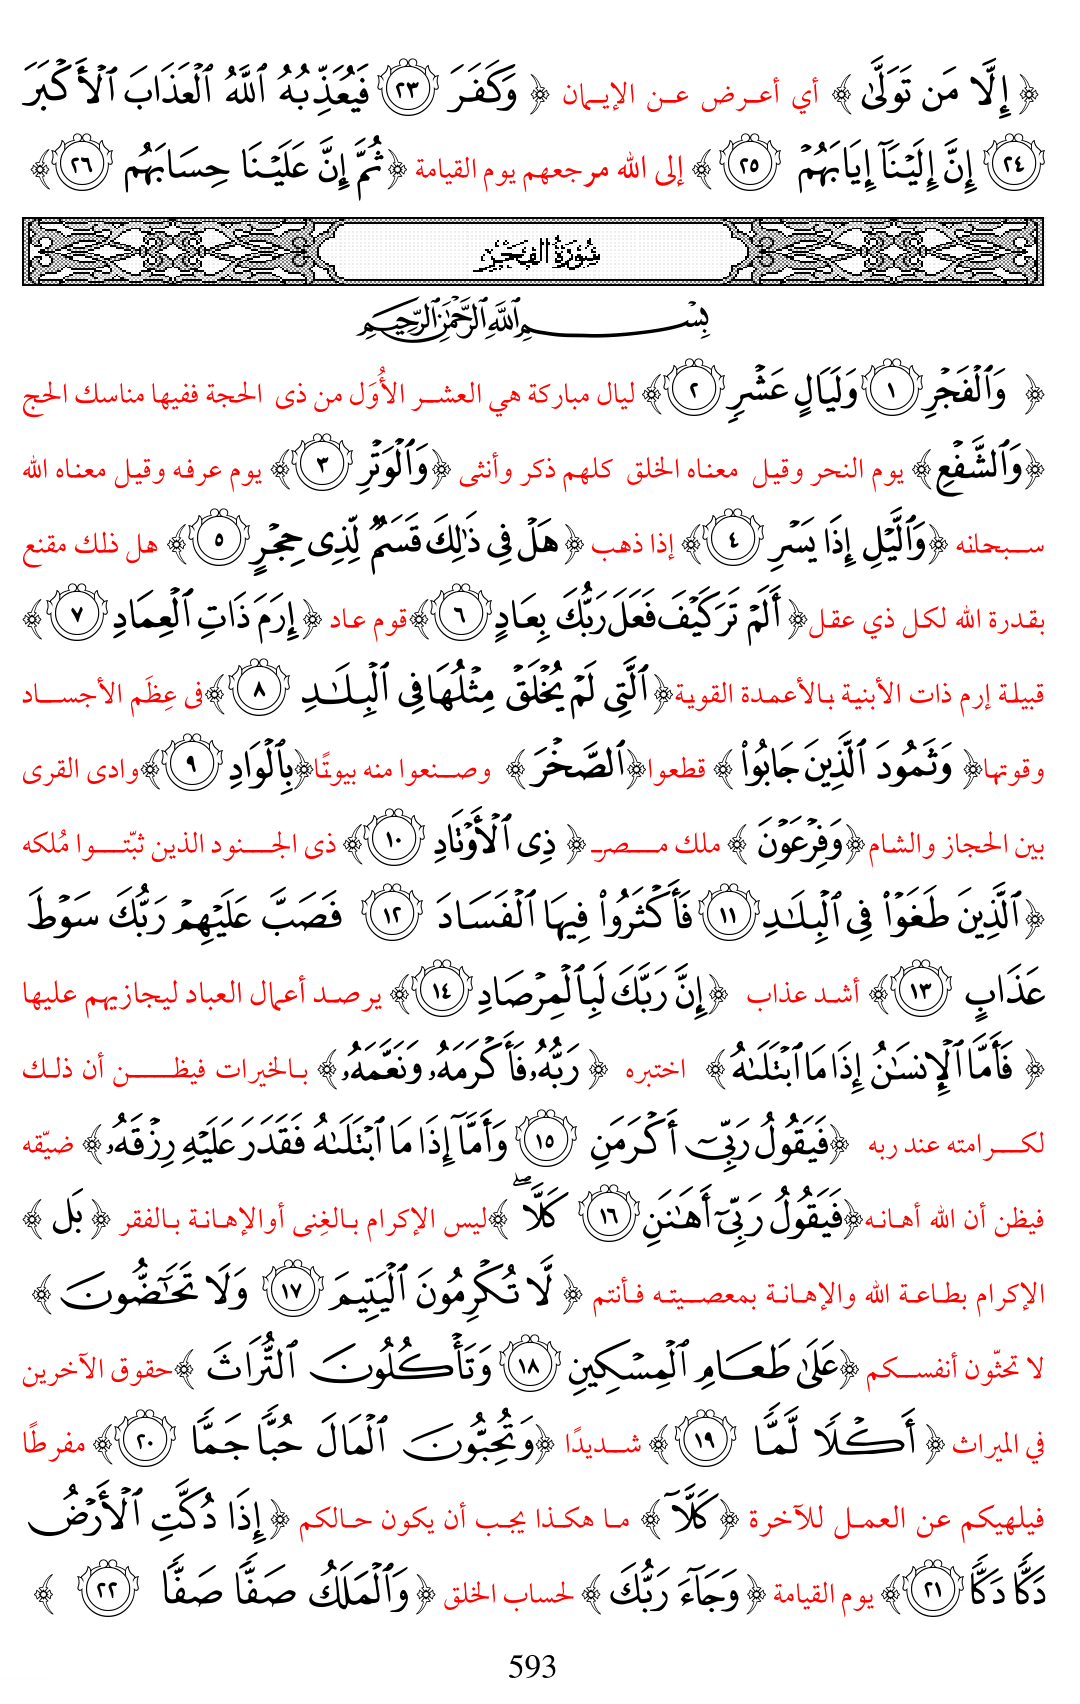 ﴿ إِلَّا مَن تَوَلَّىٰ ﴾ أي أعرض عن الإيمان ﴿ وَكَفَرَ ٢٣ فَيُعَذِّبُهُ ٱللَّهُ ٱلْعَذَابَ ٱلْأَكْبَرَ
٢٤ إِنَّ إِلَيْنَآ إِيَابَهُمْ ٢٥ ﴾ إلى الله مرجعهم يوم القيامة ﴿ ثُمَّ إِنَّ عَلَيْنَا حِسَابَهُم ٢٦ ﴾
سُورَةُ الفَجْرِ
بِسْمِ ٱللَّهِ ٱلرَّحْمَٰنِ ٱلرَّحِيمِ
﴿ وَٱلْفَجْرِ ١ وَلَيَالٍ عَشْرٍ ٢ ﴾ ليال مباركة هي العشر الأُوَل من ذى الحجة ففيها مناسك الحج
﴿ وَٱلشَّفْعِ ﴾ يوم النحر وقيل معناه الخلق كلهم ذكر وأنثى ﴿ وَٱلْوَتْرِ ٣ ﴾ يوم عرفه وقيل معناه الله
سبحانه ﴿ وَٱلَّيْلِ إِذَا يَسْرِ ٤ ﴾ إذا ذهب ﴿ هَلْ فِى ذَٰلِكَ قَسَمٌ لِّذِى حِجْرٍ ٥ ﴾ هل ذلك مقنع
بقدرة الله لكل ذي عقل ﴿ أَلَمْ تَرَ كَيْفَ فَعَلَ رَبُّكَ بِعَادٍ ٦ ﴾ قوم عاد ﴿ إِرَمَ ذَاتِ ٱلْعِمَادِ ٧ ﴾
قبيلة إرم ذات الأبنية بالأعمدة القوية ﴿ ٱلَّتِى لَمْ يُخْلَقْ مِثْلُهَا فِى ٱلْبِلَٰدِ ٨ ﴾ فى عِظَم الأجساد
وقوتها ﴿ وَثَمُودَ ٱلَّذِينَ جَابُوا۟ ﴾ قطعوا ﴿ ٱلصَّخْرَ ﴾ وصنعوا منه بيوتًا ﴿ بِٱلْوَادِ ٩ ﴾ وادى القرى
بين الحجاز والشام ﴿ وَفِرْعَوْنَ ﴾ ملك مصر ﴿ ذِى ٱلْأَوْتَادِ ١٠ ﴾ ذى الجنود الذين ثبّتوا مُلكه
﴿ ٱلَّذِينَ طَغَوْا۟ فِى ٱلْبِلَٰدِ ١١ فَأَكْثَرُوا۟ فِيهَا ٱلْفَسَادَ ١٢ فَصَبَّ عَلَيْهِمْ رَبُّكَ سَوْطَ
عَذَابٍ ١٣ ﴾ أشد عذاب ﴿ إِنَّ رَبَّكَ لَبِٱلْمِرْصَادِ ١٤ ﴾ يرصد أعمال العباد ليجازيهم عليها
﴿ فَأَمَّا ٱلْإِنسَٰنُ إِذَا مَا ٱبْتَلَىٰهُ ﴾ اختبره ﴿ رَبُّهُۥ فَأَكْرَمَهُۥ وَنَعَّمَهُۥ ﴾ بالخيرات فيظن أن ذلك
لكرامته عند ربه ﴿ فَيَقُولُ رَبِّىٓ أَكْرَمَنِ ١٥ وَأَمَّآ إِذَا مَا ٱبْتَلَىٰهُ فَقَدَرَ عَلَيْهِ رِزْقَهُۥ ﴾ ضيّقه
فيظن أن الله أهانه ﴿ فَيَقُولُ رَبِّىٓ أَهَٰنَنِ ١٦ كَلَّا ۖ ﴾ ليس الإكرام بالغِنى أوالإهانة بالفقر ﴿ بَل ﴾
الإكرام بطاعة الله والإهانة بمعصيته فأنتم ﴿ لَّا تُكْرِمُونَ ٱلْيَتِيمَ ١٧ وَلَا تَحَٰٓضُّونَ ﴾
لا تحثّون أنفسكم ﴿ عَلَىٰ طَعَامِ ٱلْمِسْكِينِ ١٨ وَتَأْكُلُونَ ٱلتُّرَاثَ ﴾ حقوق الآخرين
في الميراث ﴿ أَكْلًا لَّمًّا ١٩ ﴾ شديدًا ﴿ وَتُحِبُّونَ ٱلْمَالَ حُبًّا جَمًّا ٢٠ ﴾ مفرطًا
فيلهيكم عن العمل للآخرة ﴿ كَلَّآ ﴾ ما هكذا يجب أن يكون حالكم ﴿ إِذَا دُكَّتِ ٱلْأَرْضُ
دَكًّا دَكًّا ٢١ ﴾ يوم القيامة ﴿ وَجَآءَ رَبُّكَ ﴾ لحساب الخلق ﴿ وَٱلْمَلَكُ صَفًّا صَفًّا ٢٢ ﴾
593